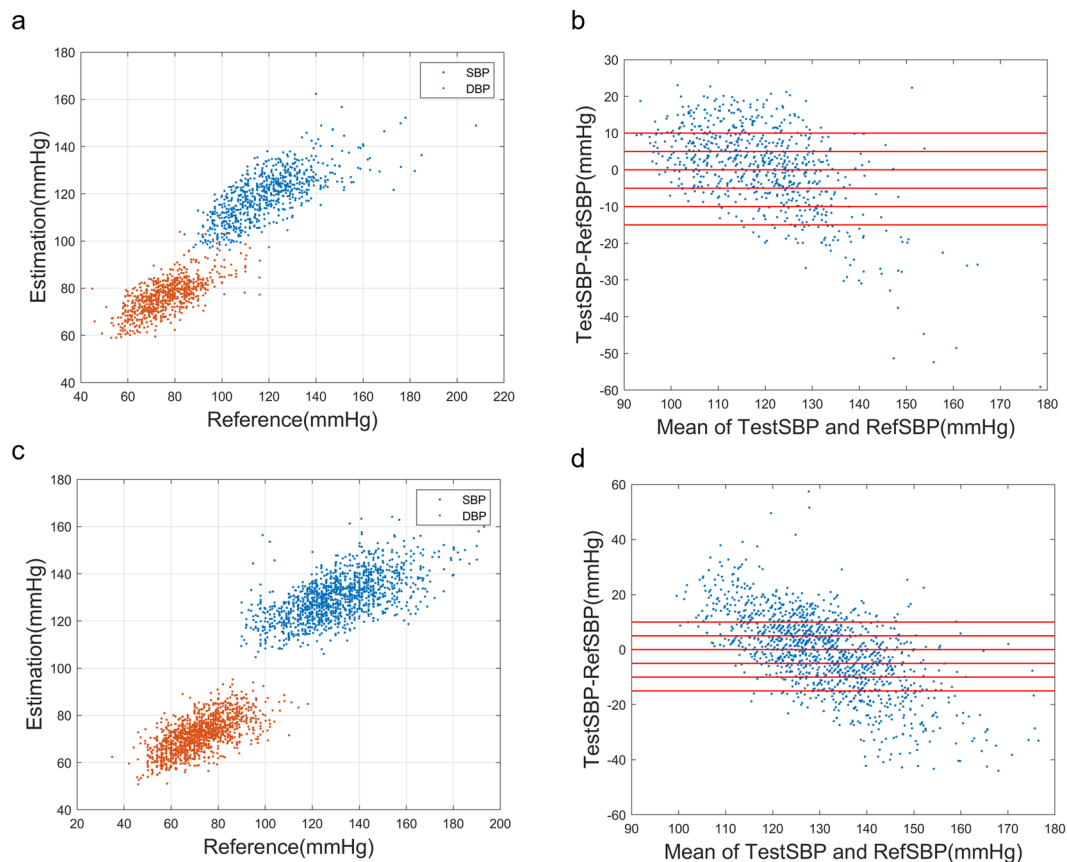 a
180
160
140
120
100
80
60
40
40 60 80 100 120 140 160 180 200 220
Estimation(mmHg)
Reference(mmHg)
SBP
DBP
b
30
20
10
0
-10
-20
-30
-40
-50
-60
90 100 110 120 130 140 150 160 170 180
TestSBP-RefSBP(mmHg)
Mean of TestSBP and RefSBP(mmHg)
c
180
160
140
120
100
80
60
40
20 40 60 80 100 120 140 160 180 200
Estimation(mmHg)
Reference(mmHg)
SBP
DBP
d
60
40
20
0
-20
-40
-60
90 100 110 120 130 140 150 160 170 180
TestSBP-RefSBP(mmHg)
Mean of TestSBP and RefSBP(mmHg)